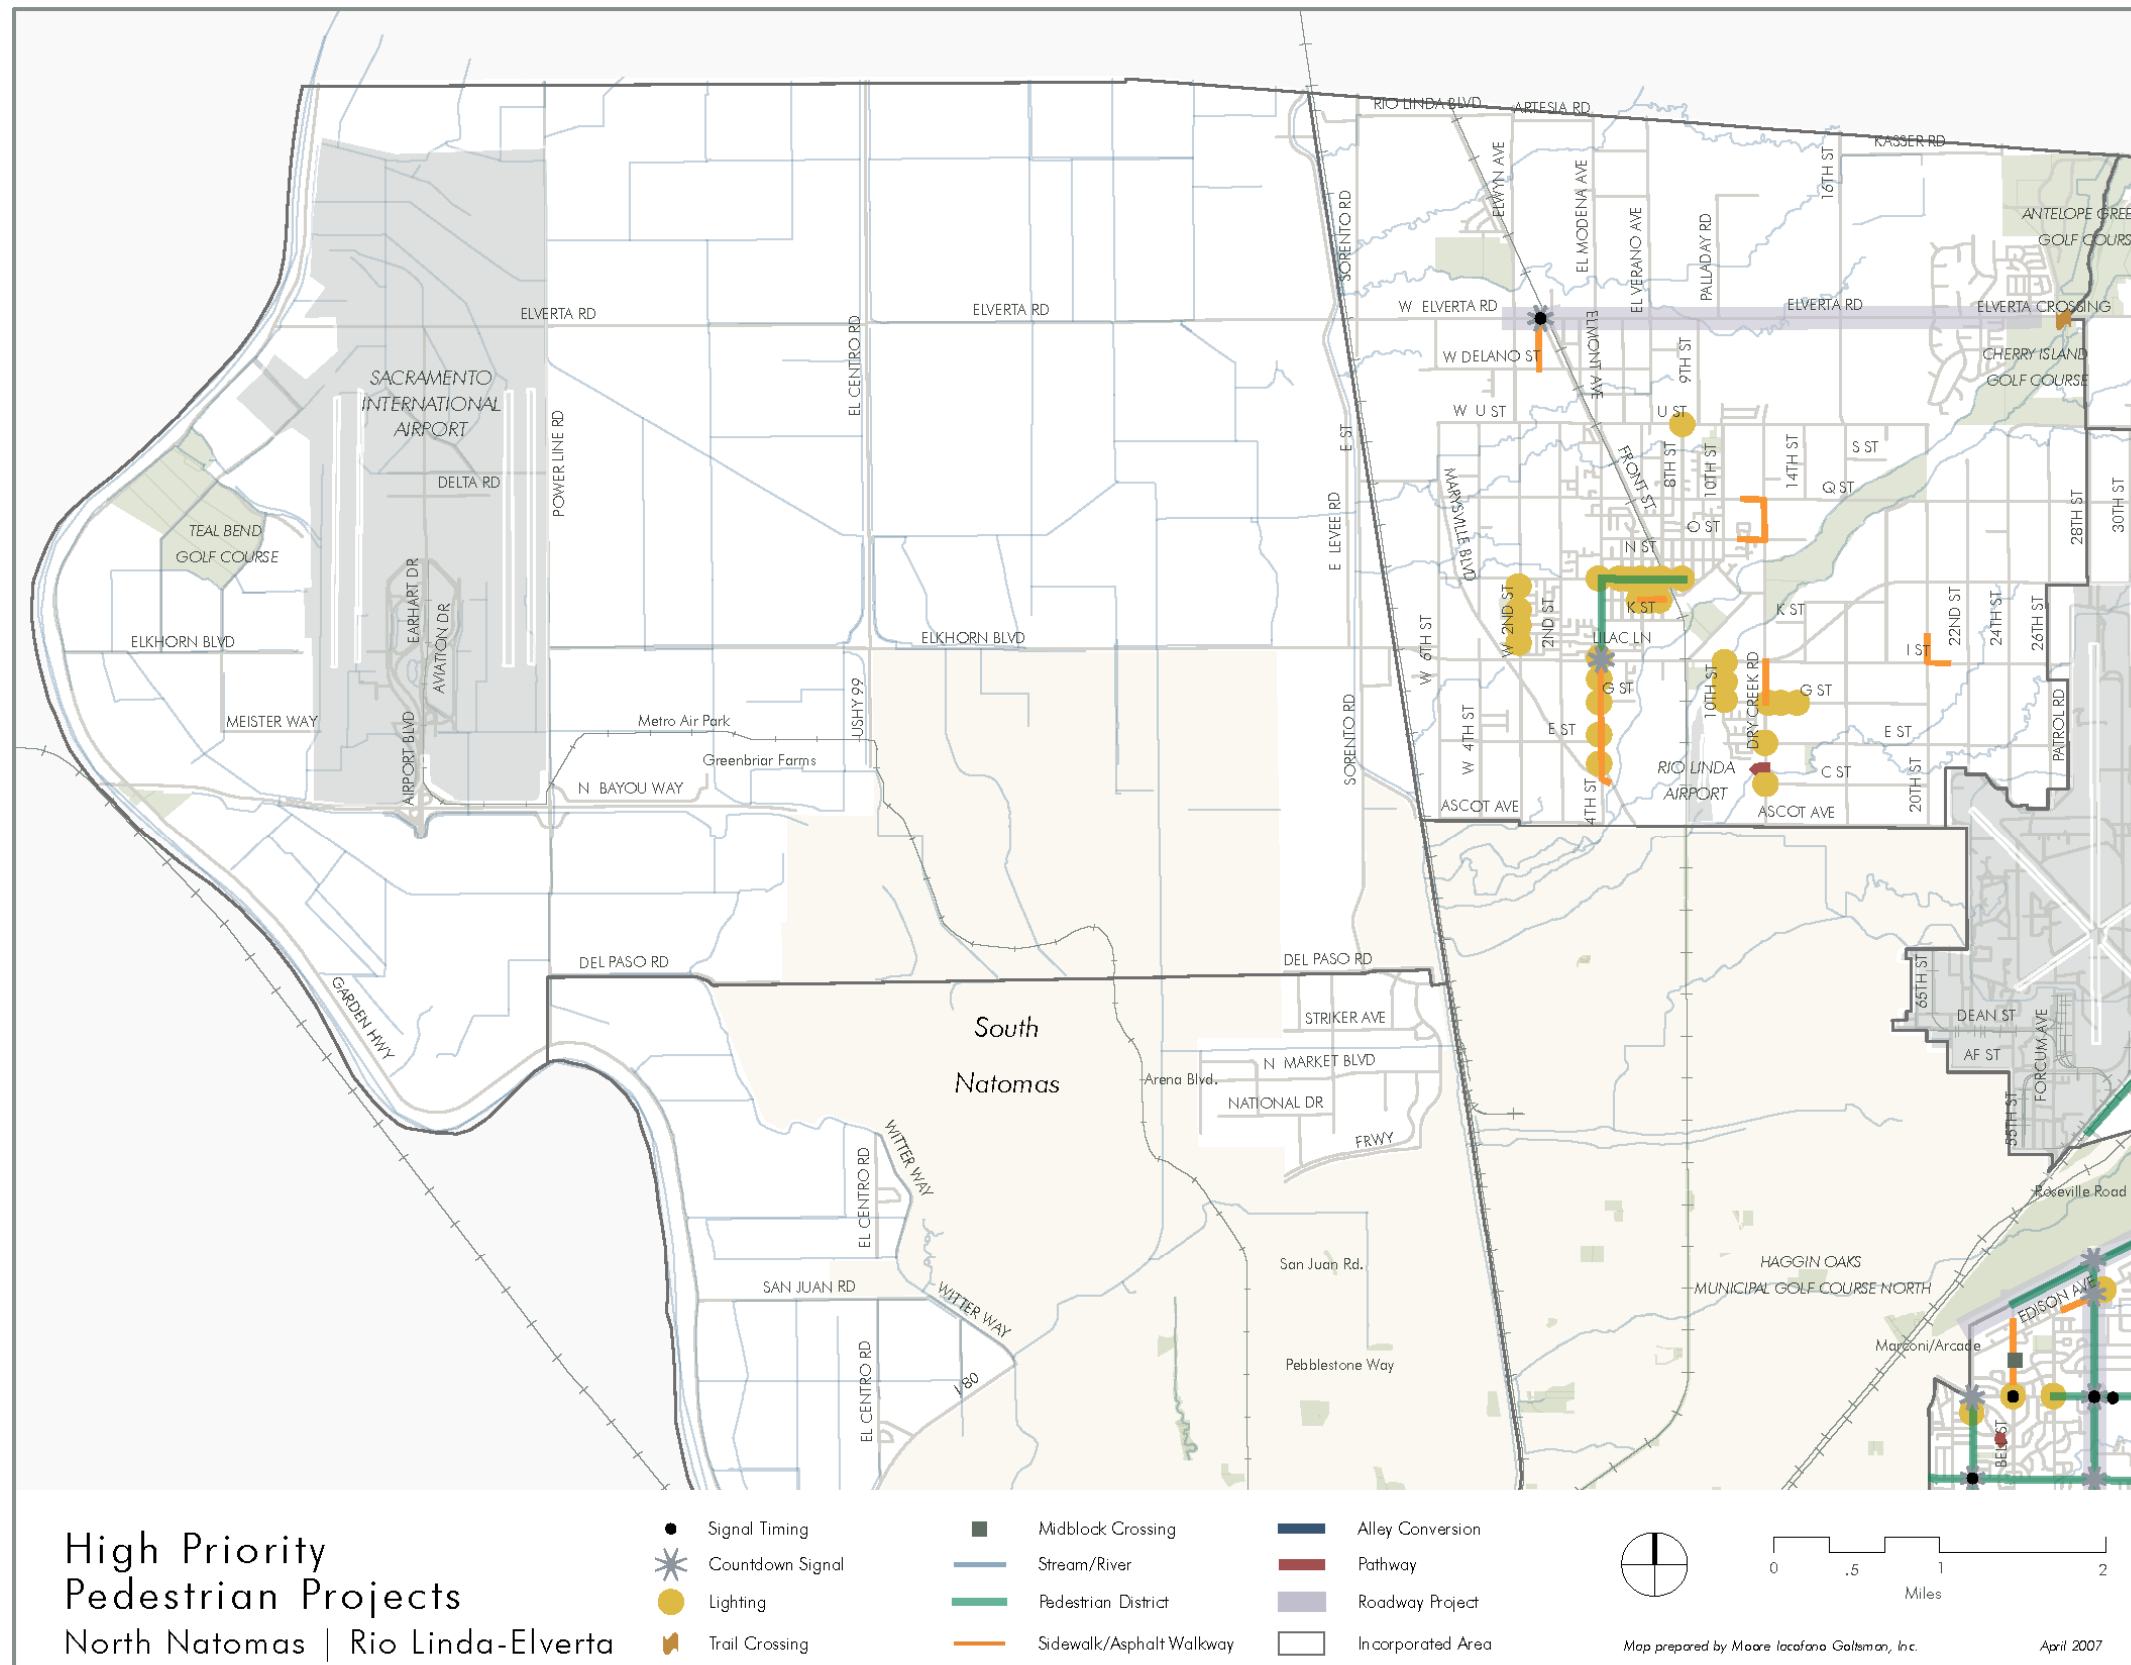 RIO LINDA BLVD
ARTESIA RD
KASSER RD
ELWYN AVE
EL MODENA AVE
EL VERANO AVE
PALLADAY RD
16TH ST
SORENTO RD
ANTELOPE GREE
GOLF COURS
ELVERTA RD
ELVERTA RD
W ELVERTA RD
ELVERTA RD
ELVERTA CROSSING
EL CENTRO RD
ELMONT AVE
9TH ST
W DELANO ST
CHERRY ISLAND
GOLF COURSE
SACRAMENTO
INTERNATIONAL
AIRPORT
POWER LINE RD
W U ST
U ST
E ST
FRONT ST
8TH ST
10TH ST
14TH ST
S ST
Q ST
DELTA RD
MARYSVILLE BLVD
O ST
28TH ST
30TH ST
TEAL BEND
GOLF COURSE
E LEVEE RD
N ST
EARHART DR
AVIATION DR
W 2ND ST
2ND ST
K ST
K ST
22ND ST
24TH ST
26TH ST
ELKHORN BLVD
ELKHORN BLVD
W 6TH ST
LILAC LN
I ST
G ST
10TH ST
DRY CREEK RD
G ST
USHY 99
SORENTO RD
PATROL RD
MEISTER WAY
AIRPORT BLVD
Metro Air Park
Greenbriar Farms
W 4TH ST
E ST
E ST
RIO LINDA
AIRPORT
C ST
N BAYOU WAY
ASCOT AVE
4TH ST
ASCOT AVE
20TH ST
DEL PASO RD
DEL PASO RD
GARDEN HWY
65TH ST
South
Natomas
STRIKER AVE
DEAN ST
FORCUM AVE
AF ST
N MARKET BLVD
Arena Blvd.
NATIONAL DR
FRWY
55TH ST
WITTER WAY
EL CENTRO RD
Roseville Road
San Juan Rd.
HAGGIN OAKS
MUNICIPAL GOLF COURSE NORTH
SAN JUAN RD
WITTER WAY
EDISON AVE
Marconi/Arcade
EL CENTRO RD
I-80
Pebblestone Way
BELL ST
High Priority
Pedestrian Projects
North Natomas | Rio Linda-Elverta
Signal Timing
Countdown Signal
Lighting
Trail Crossing
Midblock Crossing
Stream/River
Pedestrian District
Sidewalk/Asphalt Walkway
Alley Conversion
Pathway
Roadway Project
Incorporated Area
0 .5 1 2
Miles
Map prepared by Moore Iacofano Goltsman, Inc.
April 2007